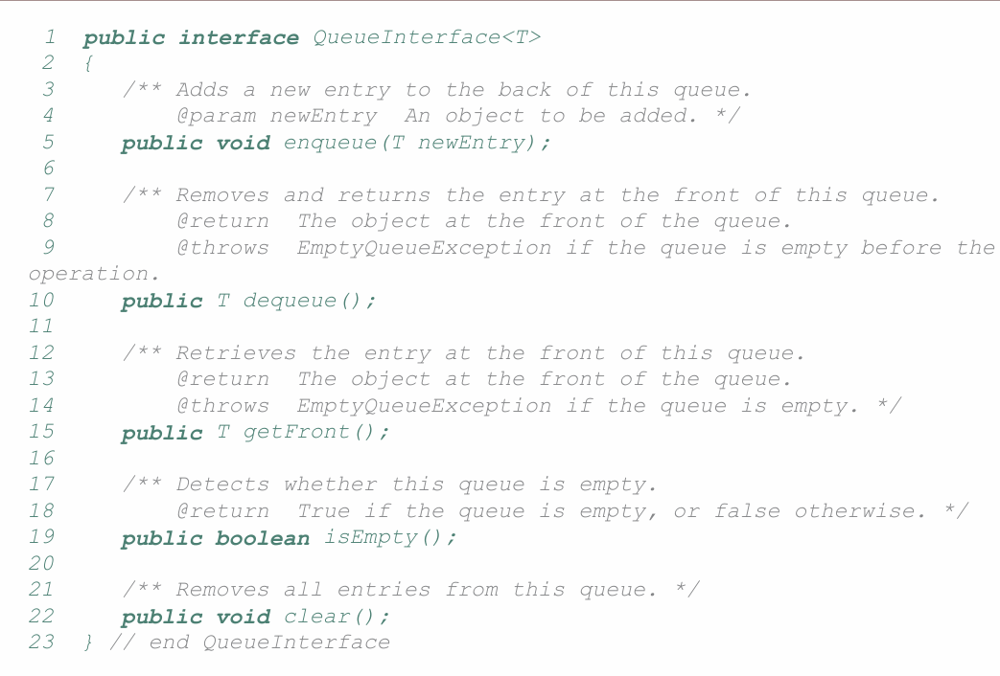 1 public interface QueueInterface<T>
2 {
3 /** Adds a new entry to the back of this queue.
4 @param newEntry An object to be added. */
5 public void enqueue(T newEntry);
6
7 /** Removes and returns the entry at the front of this queue.
8 @return The object at the front of the queue.
9 @throws EmptyQueueException if the queue is empty before the
operation.
10 public T dequeue();
11
12 /** Retrieves the entry at the front of this queue.
13 @return The object at the front of the queue.
14 @throws EmptyQueueException if the queue is empty. */
15 public T getFront();
16
17 /** Detects whether this queue is empty.
18 @return True if the queue is empty, or false otherwise. */
19 public boolean isEmpty();
20
21 /** Removes all entries from this queue. */
22 public void clear();
23 } // end QueueInterface